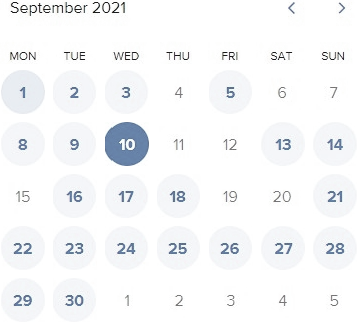 September 2021
MON TUE WED THU FRI SAT SUN
1 2 3 4 5 6 7
8 9 10 11 12 13 14
15 16 17 18 19 20 21
22 23 24 25 26 27 28
29 30 1 2 3 4 5